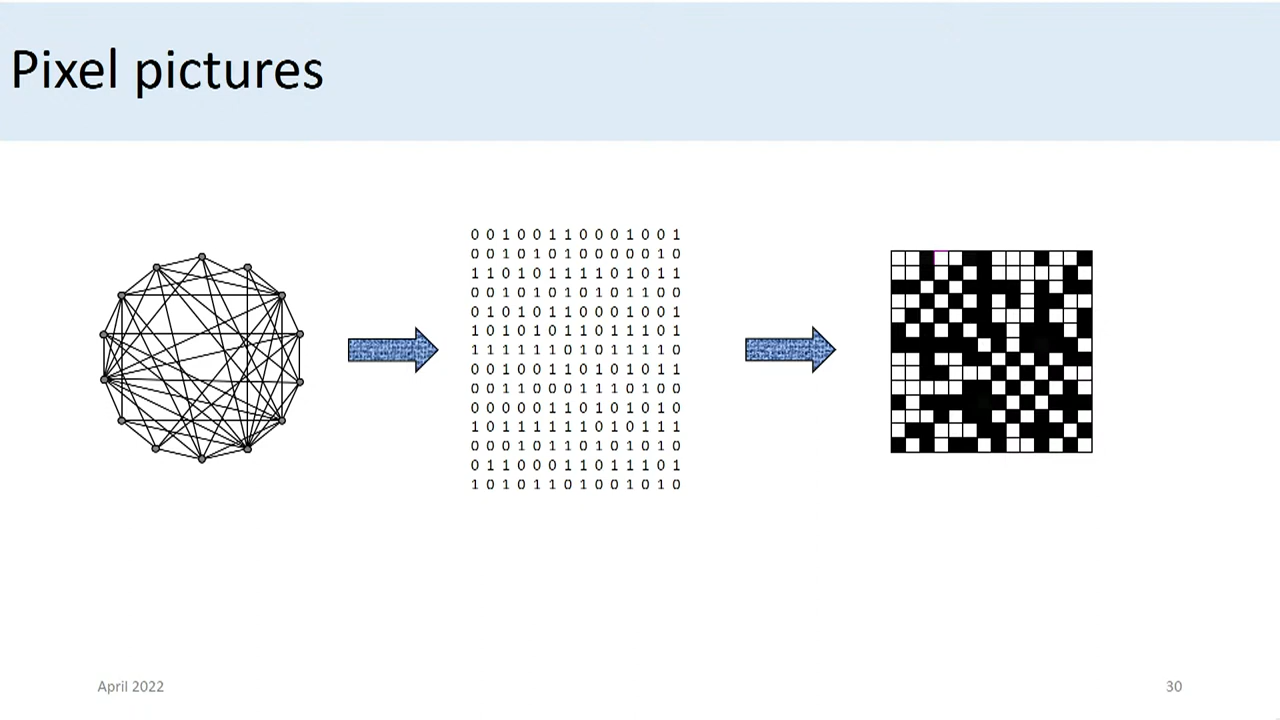 Pixel pictures
0 0 1 0 0 1 1 0 0 0 1 0 0 1
0 0 1 0 1 0 1 0 0 0 0 0 1 0
1 1 0 1 0 1 1 1 1 0 1 0 1 1
0 0 1 0 1 0 1 0 1 0 1 1 0 0
0 1 0 1 0 1 1 0 0 1 0 0 0 1
1 0 1 0 1 0 1 1 0 1 1 1 0 1
1 1 1 1 1 1 0 1 0 1 1 1 1 0
0 0 1 0 0 1 1 0 1 0 1 0 1 1
0 0 1 1 0 0 0 1 1 1 0 1 0 0
0 0 0 0 0 1 1 0 1 0 1 0 1 0
1 0 1 1 1 1 1 1 0 1 0 1 1 1
0 0 0 1 0 1 1 0 1 0 1 0 1 0
0 1 1 0 0 0 1 1 0 1 1 1 0 1
1 0 1 0 1 1 0 1 0 0 1 0 1 0
April 2022
30